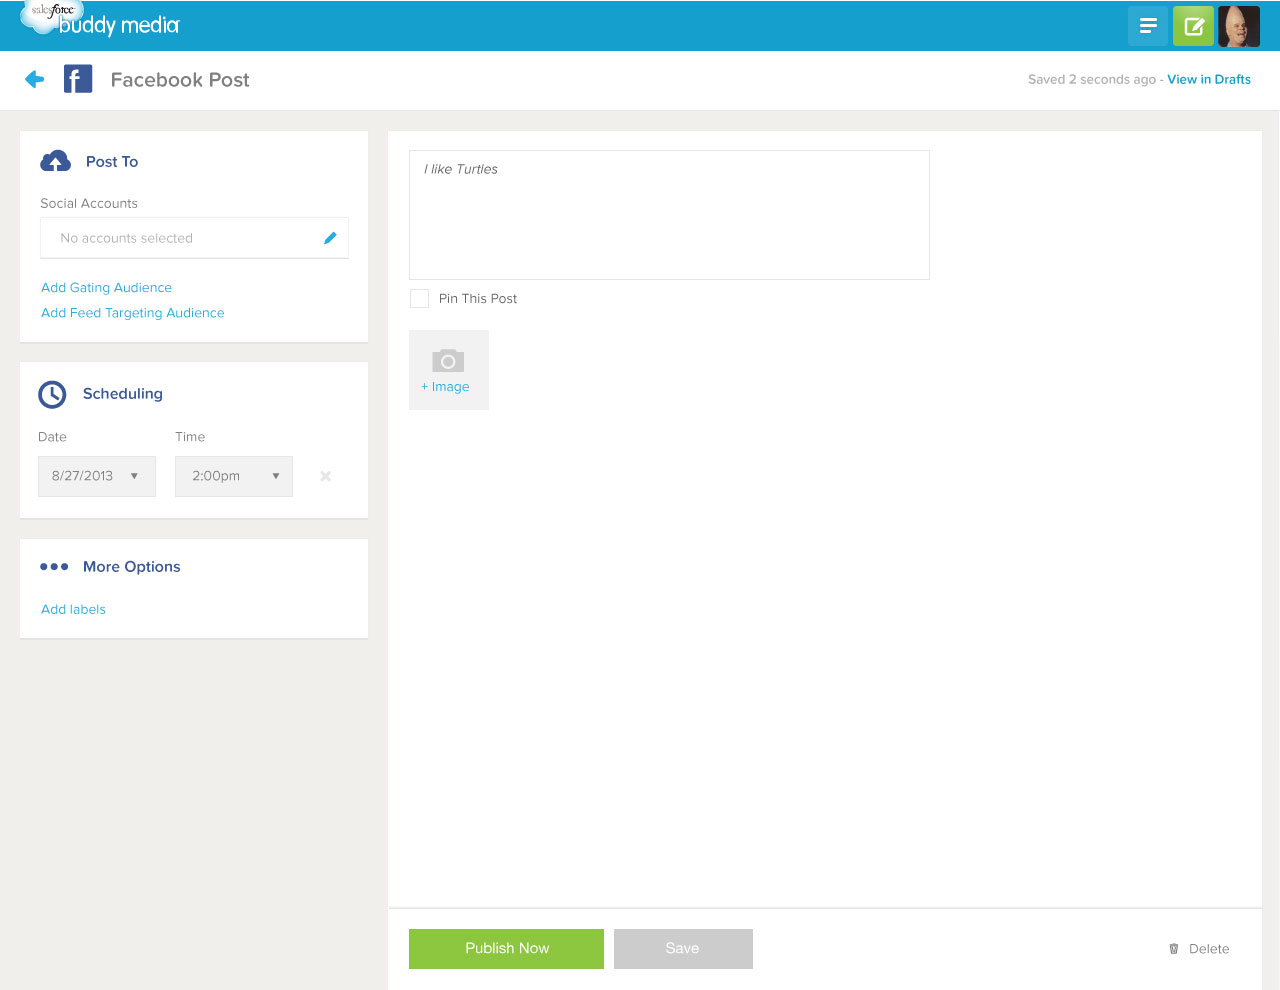 salesforce
buddy media
Facebook Post
Saved 2 seconds ago - View in Drafts
Post To
Social Accounts
No accounts selected
Add Gating Audience
Add Feed Targeting Audience
Scheduling
Date Time
8/27/2013 2:00pm
More Options
Add labels
I like Turtles
Pin This Post
+ Image
Publish Now
Save
Delete